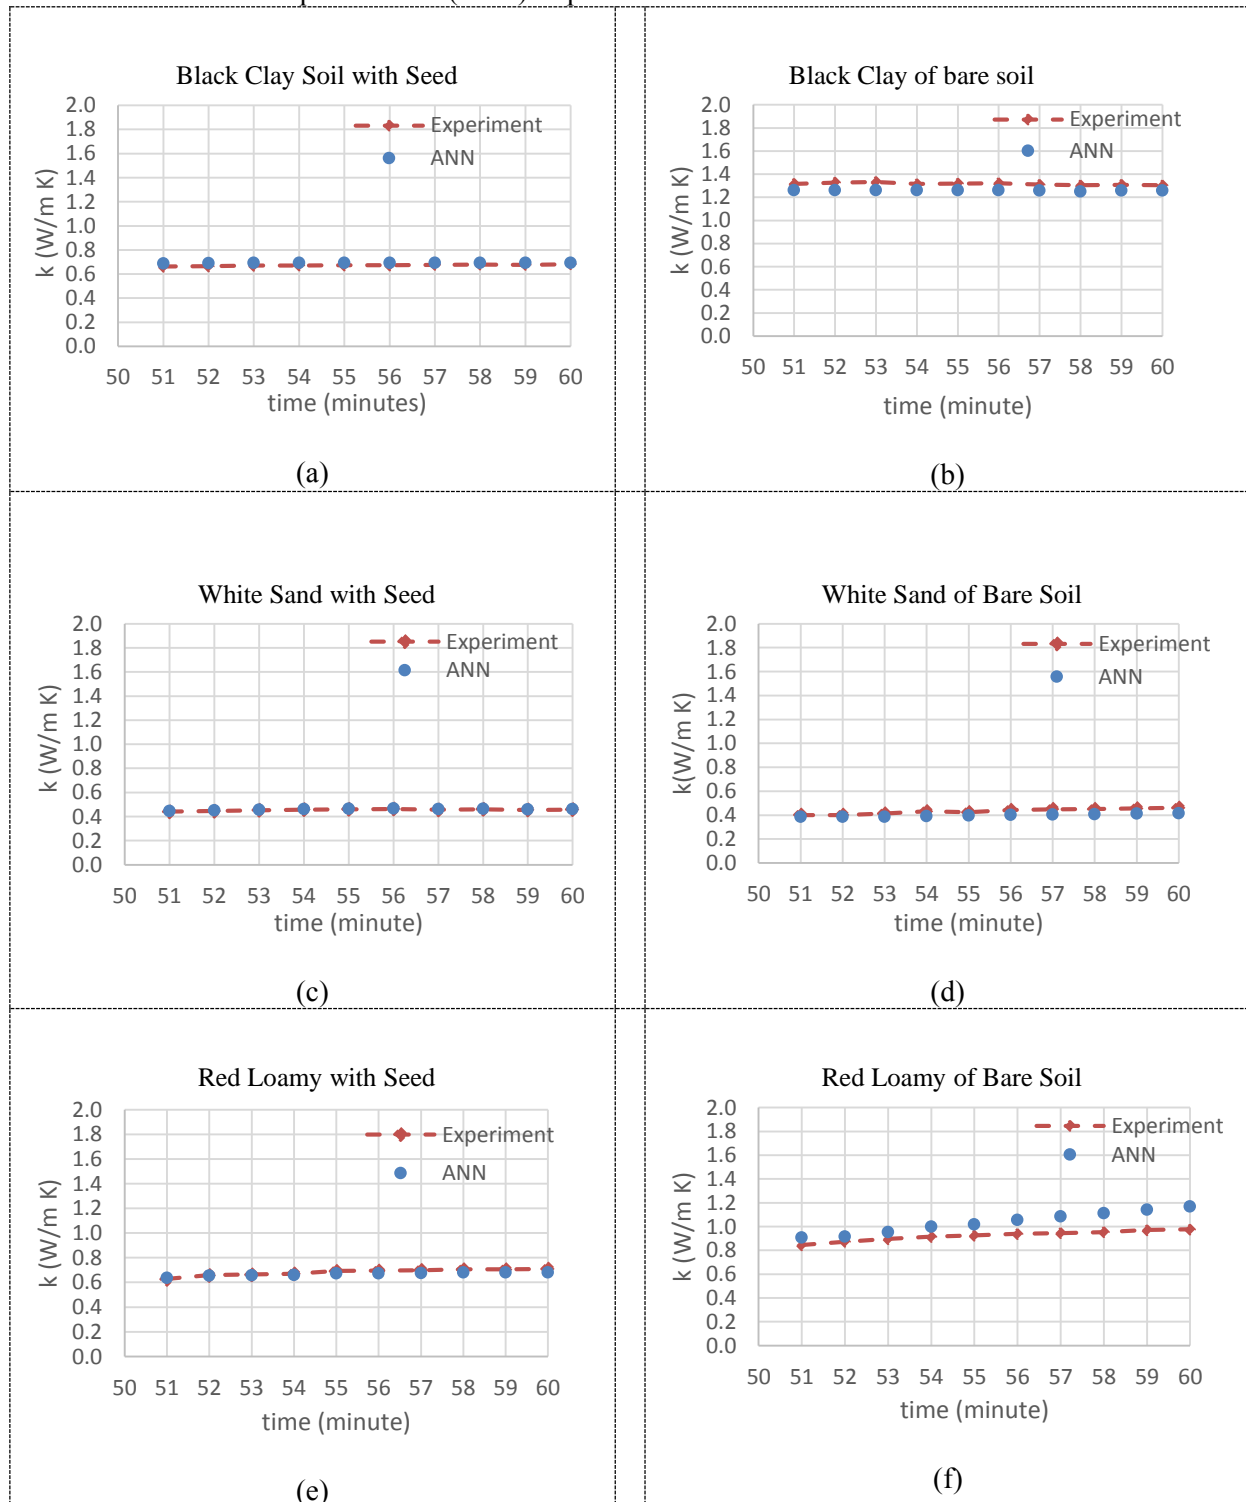 Black Clay Soil with Seed
2.0
1.8
1.6
1.4
1.2
1.0
0.8
0.6
0.4
0.2
0.0
k (W/m K)
Experiment
ANN
50 51 52 53 54 55 56 57 58 59 60
time (minutes)
(a)
Black Clay of bare soil
2.0
1.8
1.6
1.4
1.2
1.0
0.8
0.6
0.4
0.2
0.0
k (W/m K)
Experiment
ANN
50 51 52 53 54 55 56 57 58 59 60
time (minute)
(b)
White Sand with Seed
2.0
1.8
1.6
1.4
1.2
1.0
0.8
0.6
0.4
0.2
0.0
k (W/m K)
Experiment
ANN
50 51 52 53 54 55 56 57 58 59 60
time (minute)
(c)
White Sand of Bare Soil
2.0
1.8
1.6
1.4
1.2
1.0
0.8
0.6
0.4
0.2
0.0
k(W/m K)
Experiment
ANN
50 51 52 53 54 55 56 57 58 59 60
time (minute)
(d)
Red Loamy with Seed
2.0
1.8
1.6
1.4
1.2
1.0
0.8
0.6
0.4
0.2
0.0
k (W/m K)
Experiment
ANN
50 51 52 53 54 55 56 57 58 59 60
time (minute)
(e)
Red Loamy of Bare Soil
2.0
1.8
1.6
1.4
1.2
1.0
0.8
0.6
0.4
0.2
0.0
k (W/m K)
Experiment
ANN
50 51 52 53 54 55 56 57 58 59 60
time (minute)
(f)